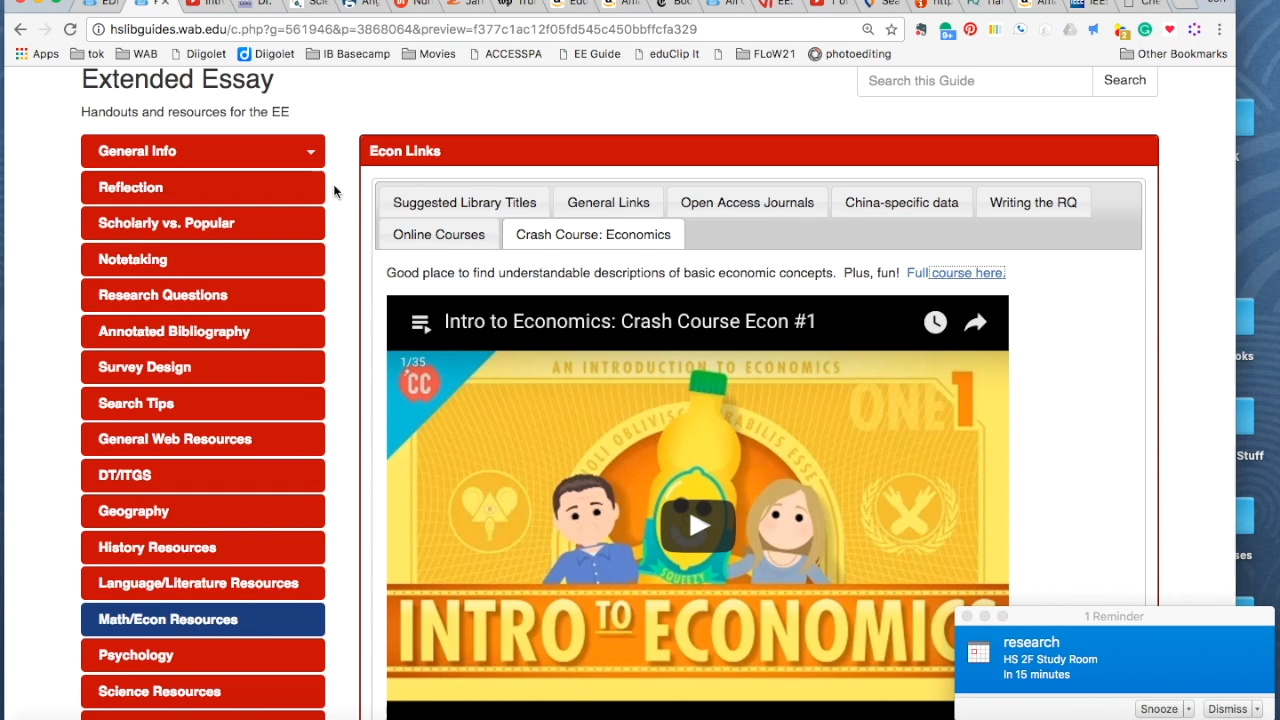 hslibguides.wab.edu/c.php?g=561946&p=3868064&preview=f377c1ac12f05fd545c450bbffcfa329
Apps tok WAB Diigolet Diigolet IB Basecamp Movies ACCESSPA EE Guide eduClip It FLoW21 photoediting Other Bookmarks
Extended Essay
Search this Guide Search
Handouts and resources for the EE
General Info
Reflection
Scholarly vs. Popular
Notetaking
Research Questions
Annotated Bibliography
Survey Design
Search Tips
General Web Resources
DT/ITGS
Geography
History Resources
Language/Literature Resources
Math/Econ Resources
Psychology
Science Resources
Econ Links
Suggested Library Titles General Links Open Access Journals China-specific data Writing the RQ
Online Courses Crash Course: Economics
Good place to find understandable descriptions of basic economic concepts. Plus, fun! Full course here.
Intro to Economics: Crash Course Econ #1
1/35
CC
AN INTRODUCTION TO ECONOMICS
ONE 1
SQUEEZY
INTRO TO ECONOMIC
1 Reminder
research
HS 2F Study Room
In 15 minutes
Snooze Dismiss
Stuff